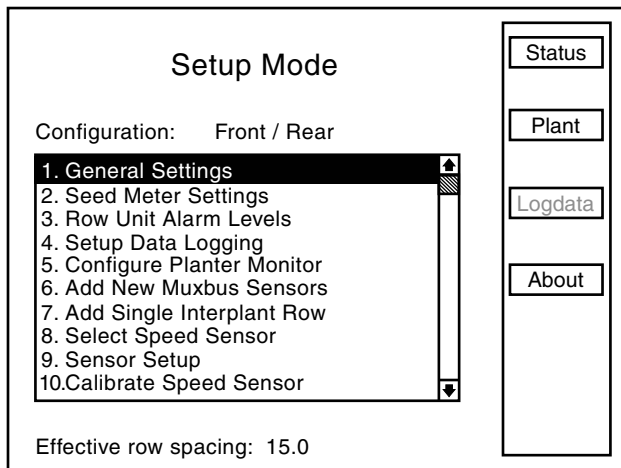 Setup Mode
Configuration: Front / Rear
1. General Settings
2. Seed Meter Settings
3. Row Unit Alarm Levels
4. Setup Data Logging
5. Configure Planter Monitor
6. Add New Muxbus Sensors
7. Add Single Interplant Row
8. Select Speed Sensor
9. Sensor Setup
10.Calibrate Speed Sensor
Effective row spacing: 15.0
Status
Plant
Logdata
About